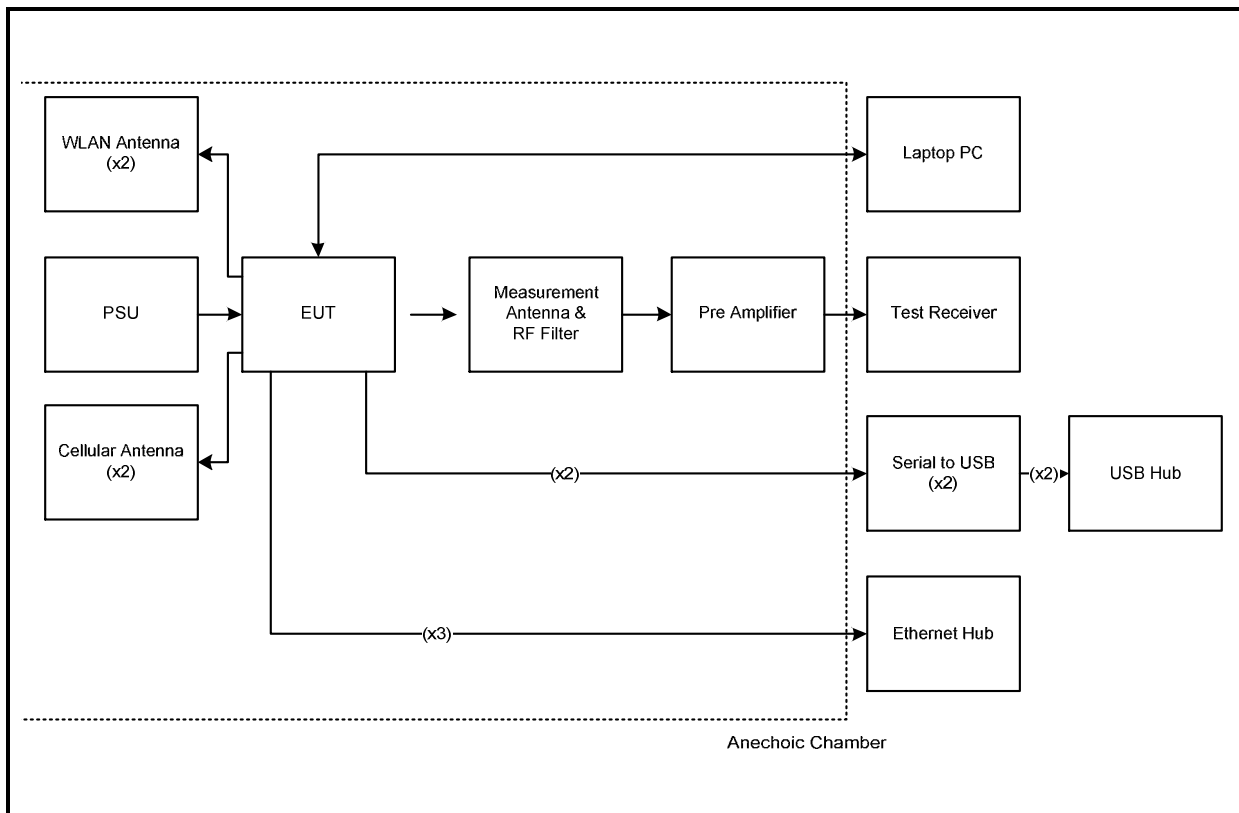 WLAN Antenna
(x2)
Laptop PC
PSU
EUT
Measurement
Antenna &
RF Filter
Pre Amplifier
Test Receiver
Cellular Antenna
(x2)
(x2)
Serial to USB
(x2)
(x2)
USB Hub
(x3)
Ethernet Hub
Anechoic Chamber